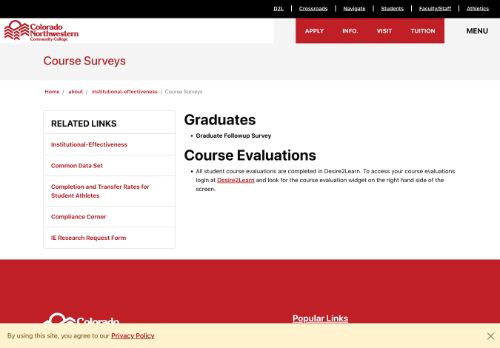 D2L
Crossroads
Navigate
Students
Faculty/Staff
Athletics
Colorado
Northwestern
Community College
APPLY
INFO.
VISIT
TUITION
MENU
Course Surveys
Home / about / institutional-effectiveness / Course Surveys
RELATED LINKS
Institutional-Effectiveness
Common Data Set
Completion and Transfer Rates for
Student Athletes
Compliance Corner
IE Research Request Form
Graduates
• Graduate Followup Survey
Course Evaluations
• All student course evaluations are completed in Desire2Learn. To access your course evaluations
login at Desire2Learn and look for the course evaluation widget on the right hand side of the
screen.
Colorado
Popular Links
By using this site, you agree to our Privacy Policy